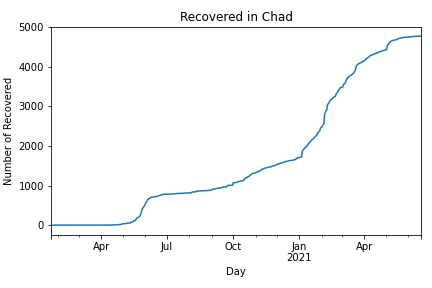 Recovered in Chad
Number of Recovered
5000
4000
3000
2000
1000
0
Apr
Jul
Oct
Jan
2021
Apr
Day